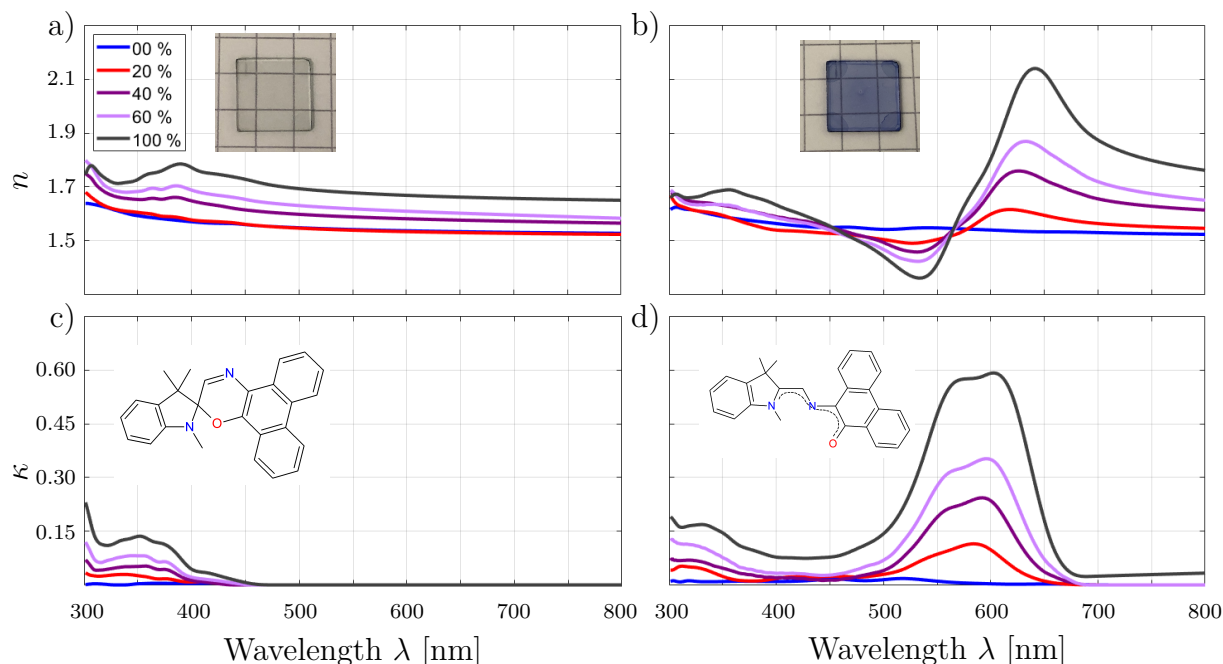 a)
b)
00 %
20 %
40 %
60 %
100 %
2.1
1.9
1.7
1.5
n
c)
d)
0.60
0.45
0.30
0.15
κ
N
O
N
N
N
O
300 400 500 600 700 800
300 400 500 600 700 800
Wavelength λ [nm]
Wavelength λ [nm]